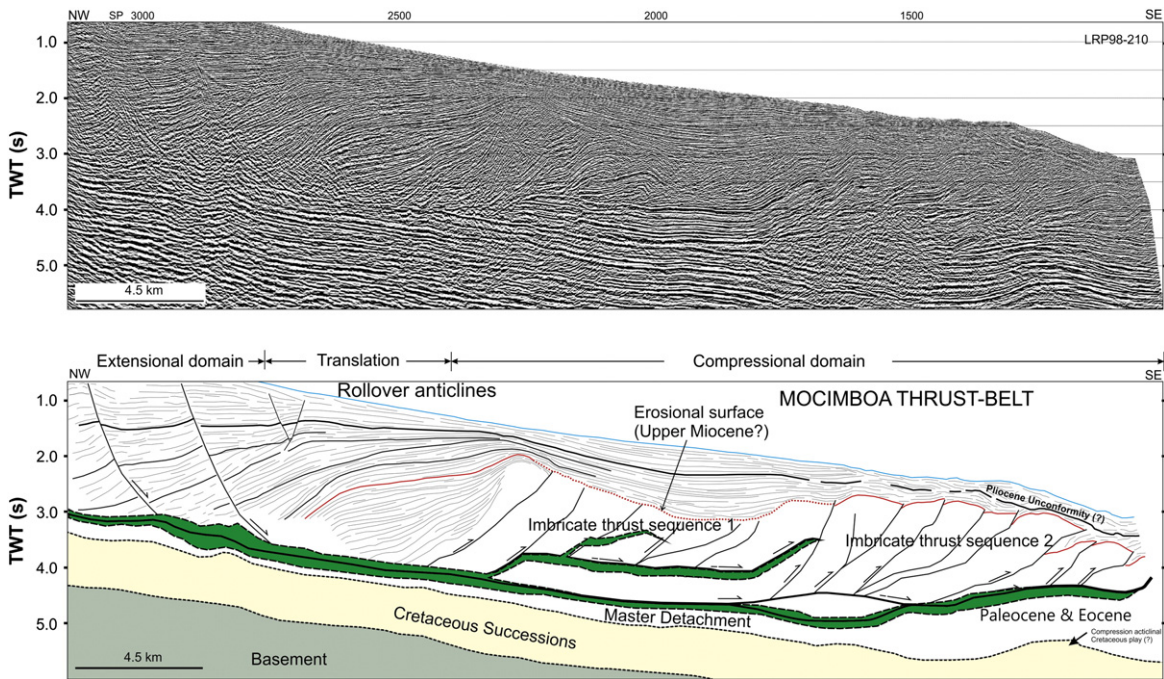 NW SP 3000 2500 2000 1500 SE
LRP98-210
1.0
2.0
3.0
4.0
5.0
TWT (s)
4.5 km
Extensional domain Translation Compressional domain
NW SE
Rollover anticlines
MOCIMBOA THRUST-BELT
Erosional surface
(Upper Miocene?)
1.0
2.0
3.0
4.0
5.0
TWT (s)
Pliocene Unconformity (?)
Imbricate thrust sequence 1
Imbricate thrust sequence 2
Master Detachment
Paleocene & Eocene
Cretaceous Successions
Compression acticlinal
Cretaceous play (?)
Basement
4.5 km